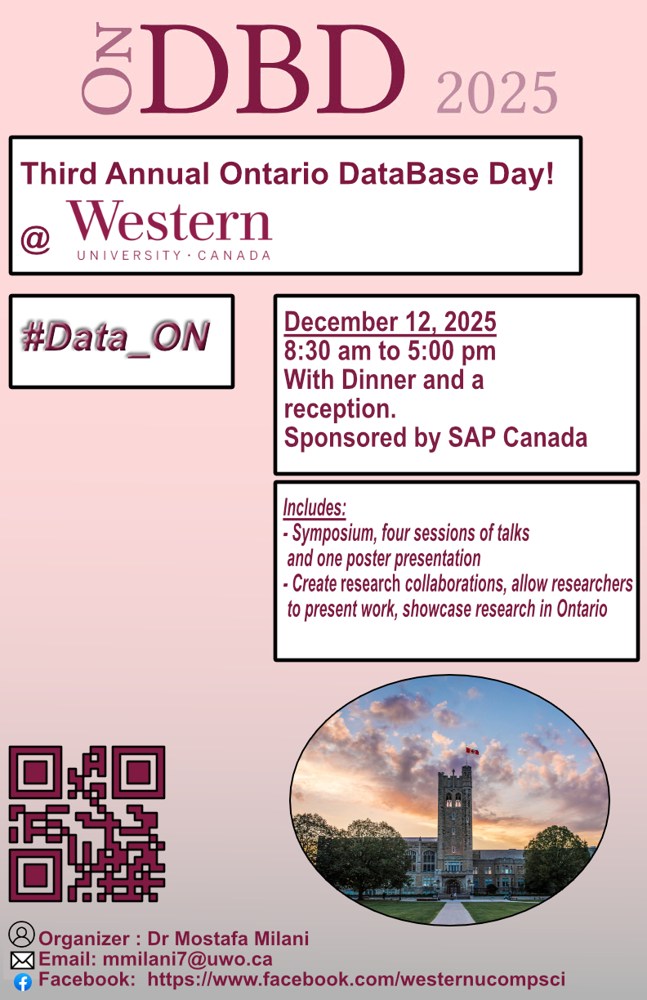 ON DBD 2025
Third Annual Ontario DataBase Day!
@ Western
UNIVERSITY · CANADA
#Data_ON
December 12, 2025
8:30 am to 5:00 pm
With Dinner and a
reception.
Sponsored by SAP Canada
Includes:
- Symposium, four sessions of talks
and one poster presentation
- Create research collaborations, allow researchers
to present work, showcase research in Ontario
Organizer : Dr Mostafa Milani
Email: mmilani7@uwo.ca
Facebook: https://www.facebook.com/westernucompsci